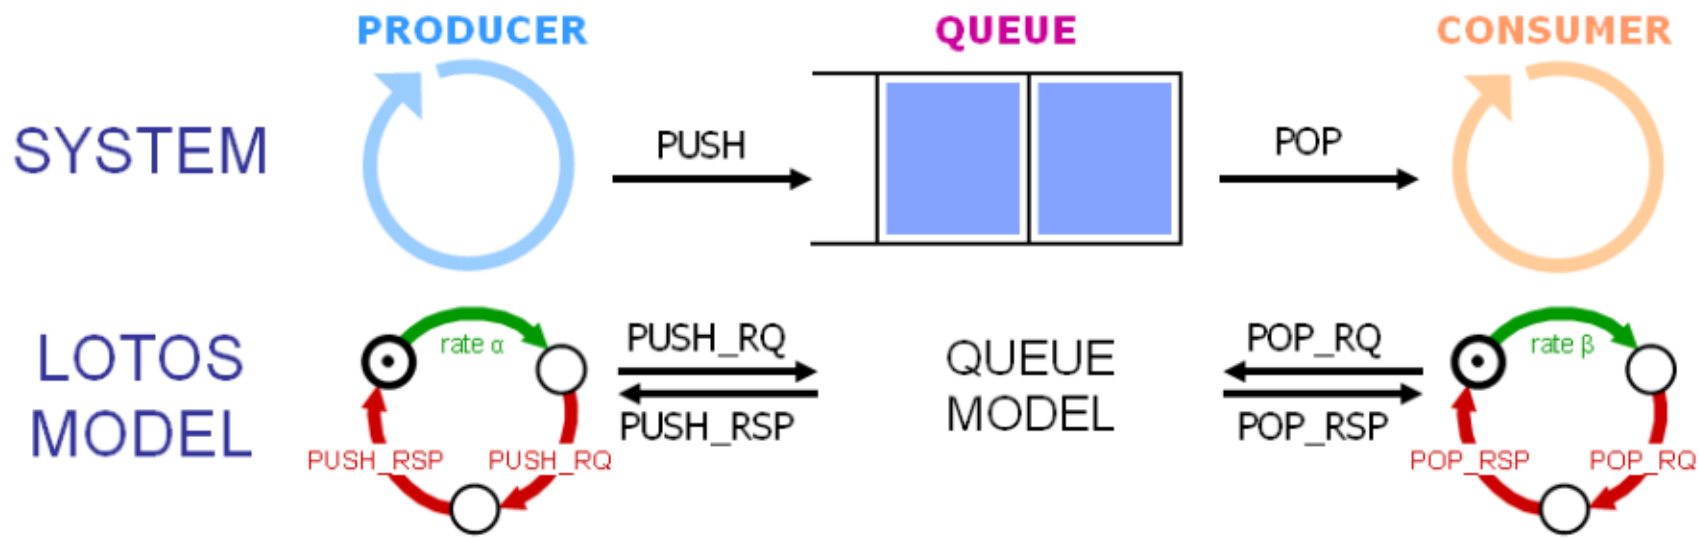 PRODUCER
QUEUE
CONSUMER
SYSTEM
PUSH
POP
LOTOS
MODEL
rate α
PUSH_RSP
PUSH_RQ
PUSH_RQ
PUSH_RSP
QUEUE
MODEL
POP_RQ
POP_RSP
rate β
POP_RSP
POP_RQ